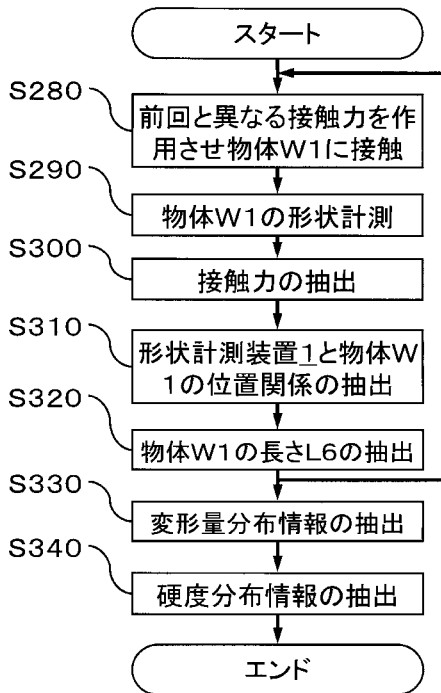 スタート
S280
前回と異なる接触力を作
用させ物体W1に接触
S290
物体W1の形状計測
S300
接触力の抽出
S310
形状計測装置1と物体W
1の位置関係の抽出
S320
物体W1の長さL6の抽出
S330
変形量分布情報の抽出
S340
硬度分布情報の抽出
エンド